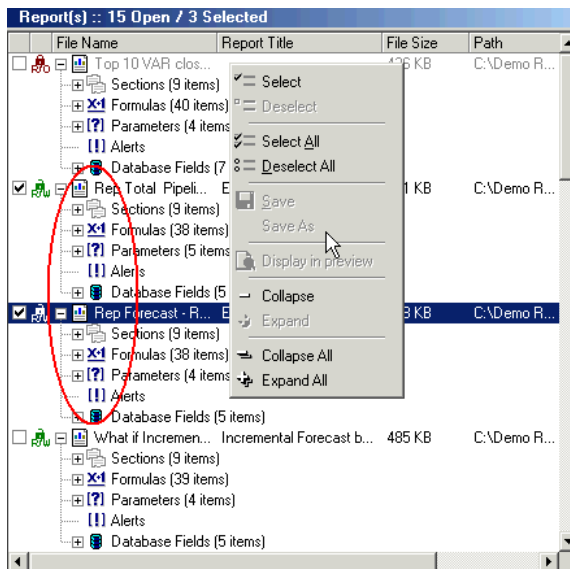 Report(s) :: 15 Open / 3 Selected
File Name Report Title File Size Path
R/O Top 10 VAR clos... 436 KB C:\Demo R...
Sections (9 items)
Formulas (40 items)
Parameters (4 items
Alerts
Database Fields (7
R/W Rep Total Pipeli... E 1 KB C:\Demo R...
Sections (9 items)
Formulas (38 items)
Parameters (5 items
Alerts
Database Fields (5
R/W Rep Forecast - R... E 3 KB C:\Demo R...
Sections (9 items)
Formulas (38 items)
Parameters (4 items
Alerts
Database Fields (5 items)
R/W What if Incremen... Incremental Forecast b... 485 KB C:\Demo R...
Sections (9 items)
Formulas (39 items)
Parameters (4 items)
Alerts
Database Fields (5 items)
Select
Deselect
Select All
Deselect All
Save
Save As
Display in preview
Collapse
Expand
Collapse All
Expand All